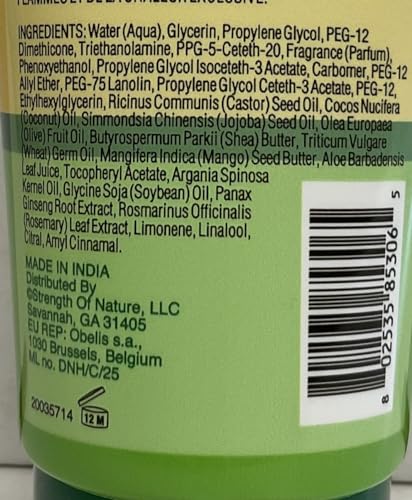 INGREDIENTS: Water (Aqua), Glycerin, Propylene Glycol, PEG-12
Dimethicone, Triethanolamine, PPG-5-Ceteth-20, Fragrance (Parfum),
Phenoxyethanol, Propylene Glycol Isoceteth-3 Acetate, Carbomer, PEG-12
Allyl Ether, PEG-75 Lanolin, Propylene Glycol Ceteth-3 Acetate, PEG-12,
Ethylhexylglycerin, Ricinus Communis (Castor) Seed Oil, Cocos Nucifera
(Coconut) Oil, Simmondsia Chinensis (Jojoba) Seed Oil, Olea Europaea
(Olive) Fruit Oil, Butyrospermum Parkii (Shea) Butter, Triticum Vulgare
(Wheat) Germ Oil, Mangifera Indica (Mango) Seed Butter, Aloe Barbadensis
Leaf Juice, Tocopheryl Acetate, Argania Spinosa
Kernel Oil, Glycine Soja (Soybean) Oil, Panax
Ginseng Root Extract, Rosmarinus Officinalis
(Rosemary) Leaf Extract, Limonene, Linalool,
Citral, Amyl Cinnamal.
MADE IN INDIA
Distributed By
©Strength Of Nature, LLC
Savannah, GA 31405
EU REP: Obelis s.a.,
1030 Brussels, Belgium
ML no. DNH/C/25
20035714
12 M
8 02535 85306 5